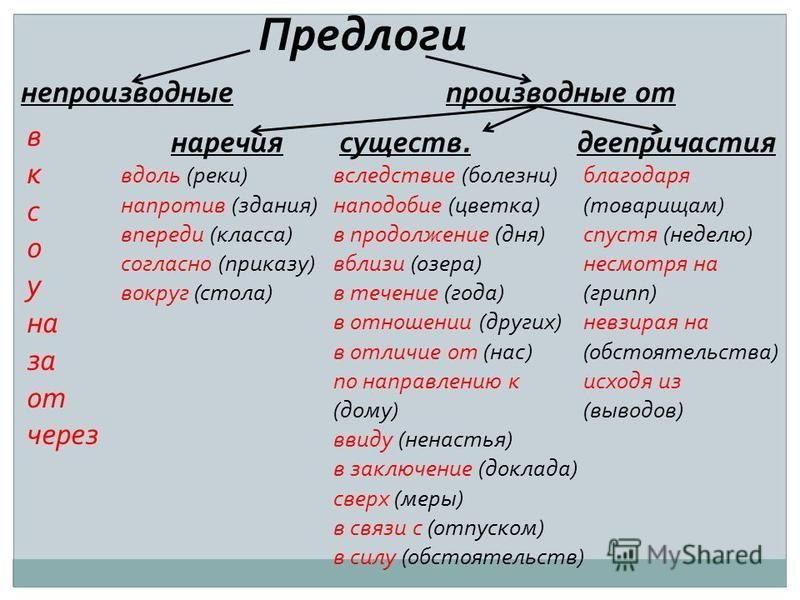 Предлоги
непроизводные
производные от
в
к
с
о
у
на
за
от
через
наречия
вдоль (реки)
напротив (здания)
впереди (класса)
согласно (приказу)
вокруг (стола)
существ.
вследствие (болезни)
наподобие (цветка)
в продолжение (дня)
вблизи (озера)
в течение (года)
в отношении (других)
в отличие от (нас)
по направлению к
(дому)
ввиду (ненастья)
в заключение (доклада)
сверх (меры)
в связи с (отпуском)
в силу (обстоятельств)
деепричастия
благодаря
(товарищам)
спустя (неделю)
несмотря на
(грипп)
невзирая на
(обстоятельства)
исходя из
(выводов)
MyShared